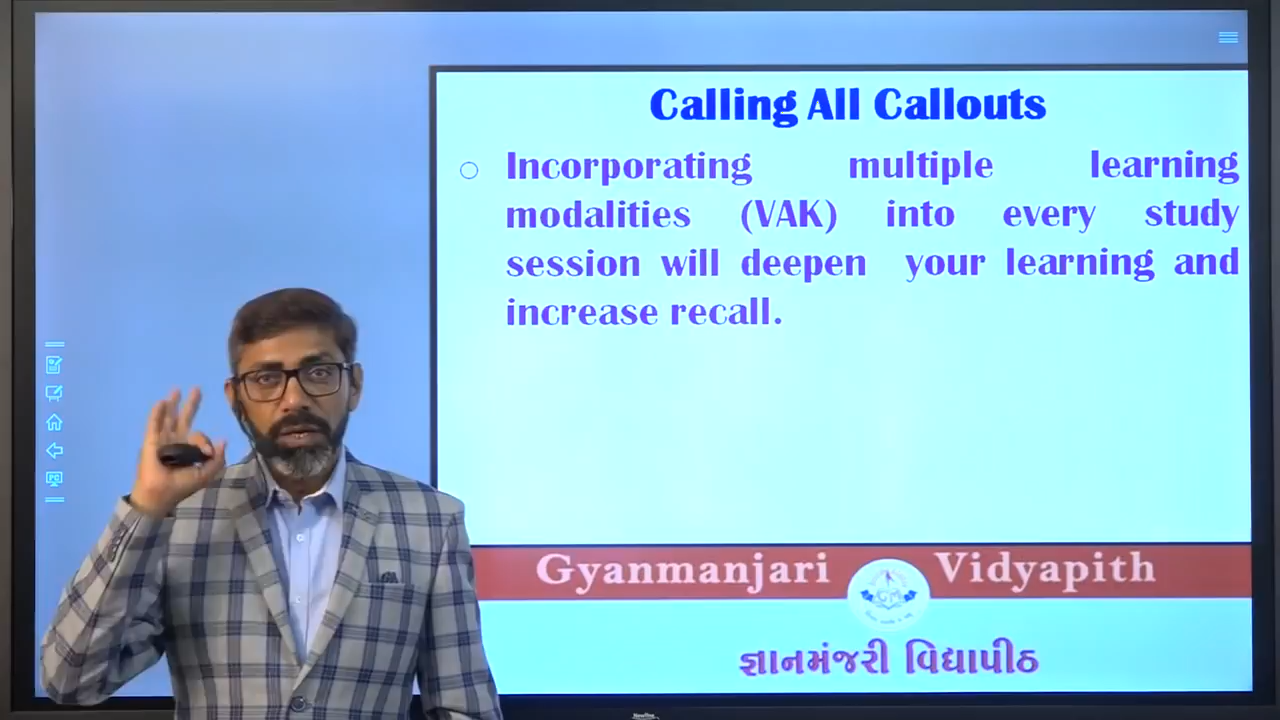 Calling All Callouts
Incorporating multiple learning
modalities (VAK) into every study
session will deepen your learning and
increase recall.
Gyanmanjari Vidyapith
GM
જ્ઞાનમંજરી વિદ્યાપીઠ